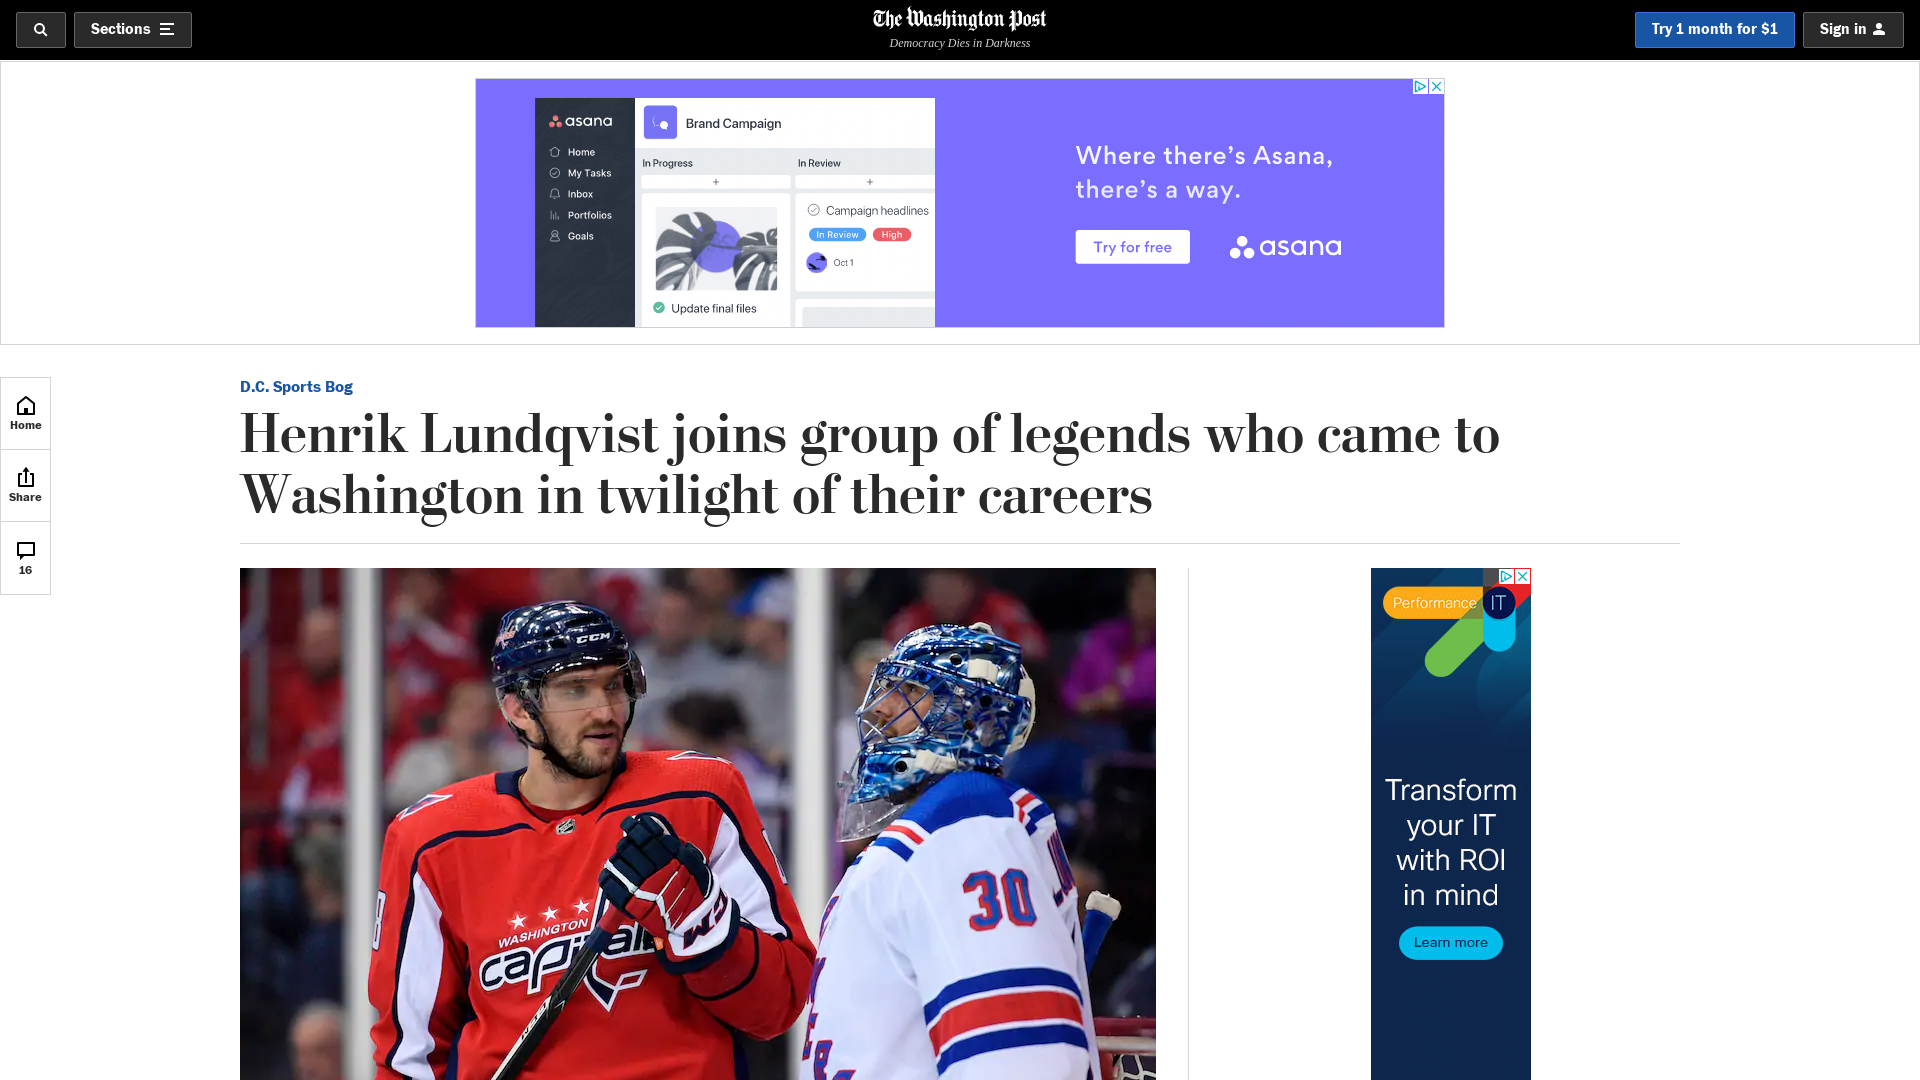 Sections
The Washington Post
Democracy Dies in Darkness
Try 1 month for $1
Sign in
asana
Home
My Tasks
Inbox
Portfolios
Goals
Brand Campaign
In Progress
In Review
+
+
Campaign headlines
In Review
High
Oct 1
Update final files
Where there's Asana,
there's a way.
Try for free
asana
Home
Share
16
D.C. Sports Bog
Henrik Lundqvist joins group of legends who came to
Washington in twilight of their careers
CCM
WASHINGTON
capitals
30
Performance
IT
Transform
your IT
with ROI
in mind
Learn more